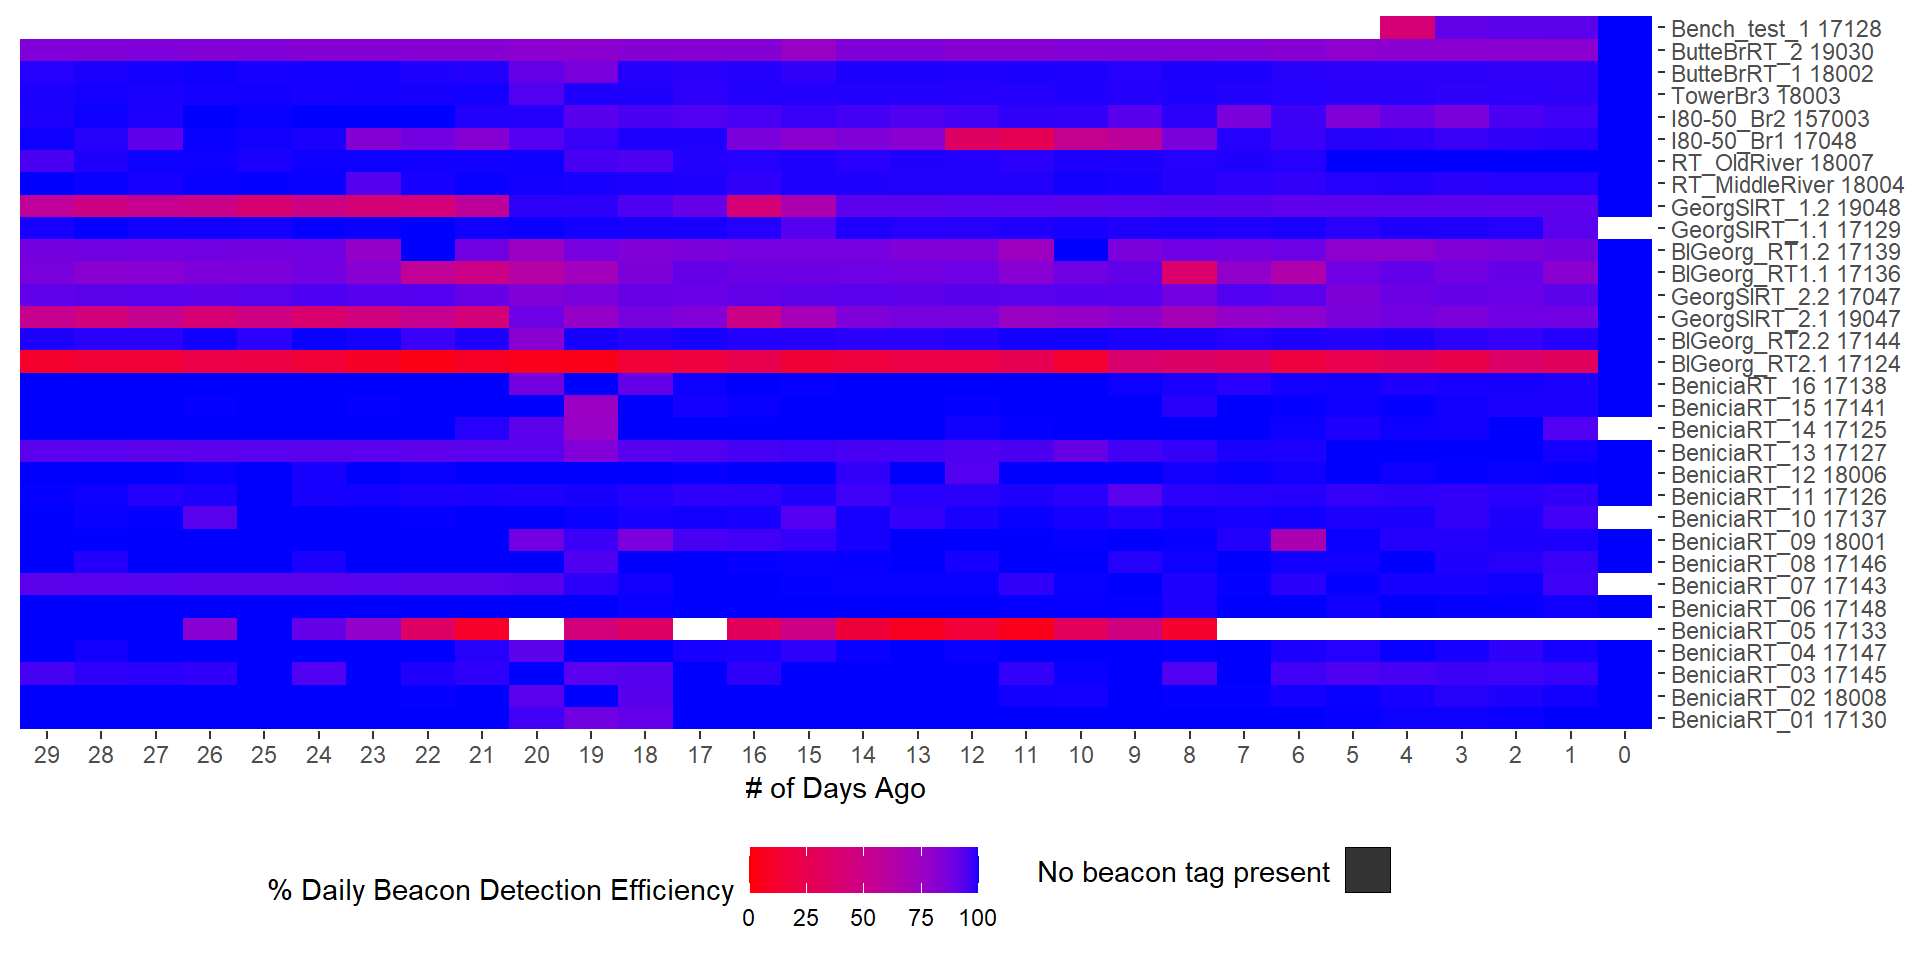 Bench_test_1 17128
ButteBrRT_2 19030
ButteBrRT_1 18002
TowerBr3 18003
I80-50_Br2 157003
I80-50_Br1 17048
RT_OldRiver 18007
RT_MiddleRiver 18004
GeorgSlRT_1.2 19048
GeorgSlRT_1.1 17129
BlGeorg_RT1.2 17139
BlGeorg_RT1.1 17136
GeorgSlRT_2.2 17047
GeorgSlRT_2.1 19047
BlGeorg_RT2.2 17144
BlGeorg_RT2.1 17124
BeniciaRT_16 17138
BeniciaRT_15 17141
BeniciaRT_14 17125
BeniciaRT_13 17127
BeniciaRT_12 18006
BeniciaRT_11 17126
BeniciaRT_10 17137
BeniciaRT_09 18001
BeniciaRT_08 17146
BeniciaRT_07 17143
BeniciaRT_06 17148
BeniciaRT_05 17133
BeniciaRT_04 17147
BeniciaRT_03 17145
BeniciaRT_02 18008
BeniciaRT_01 17130
29 28 27 26 25 24 23 22 21 20 19 18 17 16 15 14 13 12 11 10 9 8 7 6 5 4 3 2 1 0
# of Days Ago
% Daily Beacon Detection Efficiency
0 25 50 75 100
No beacon tag present